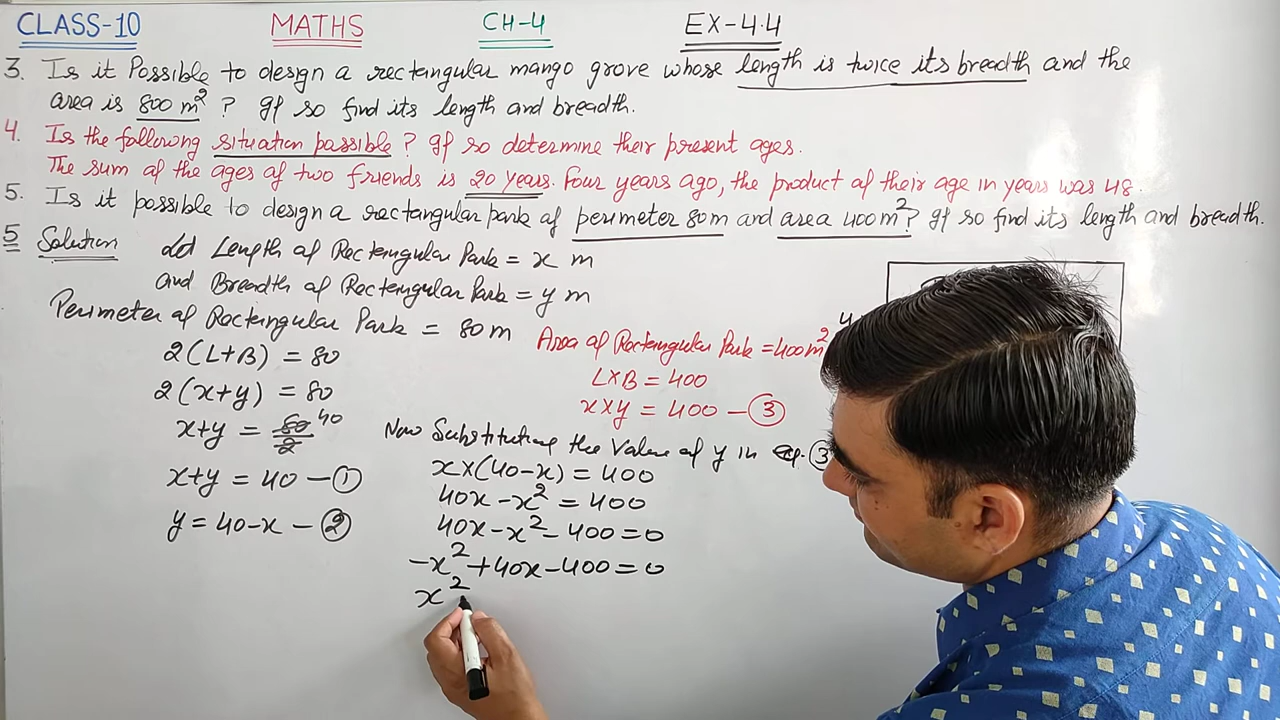 CLASS-10 MATHS CH-4 EX-4.4
3. Is it Possible to design a rectangular mango grove whose length is twice its breadth and the
area is 800 m² ? If so find its length and breadth.
4. Is the following situation possible? If so determine their present ages.
The sum of the ages of two friends is 20 years. Four years ago, the product of their age in years was 48.
5. Is it possible to design a rectangular park of perimeter 80m and area 400m²? If so find its length and breadth.
5 Solution Let Length of Rectangular Park = x m
and Breadth of Rectangular Park = y m
Perimeter of Rectangular Park = 80 m
2(L+B) = 80
2(x+y) = 80
x+y = 80/2 40
x+y = 40 - 1
y = 40-x - 2
Area of Rectangular Park = 400m²
LXB = 400
x×y = 400 - 3
Now Substituting the Value of y in eq. 3
x×(40-x) = 400
40x-x² = 400
40x-x²-400=0
-x²+40x-400=0
x²
4